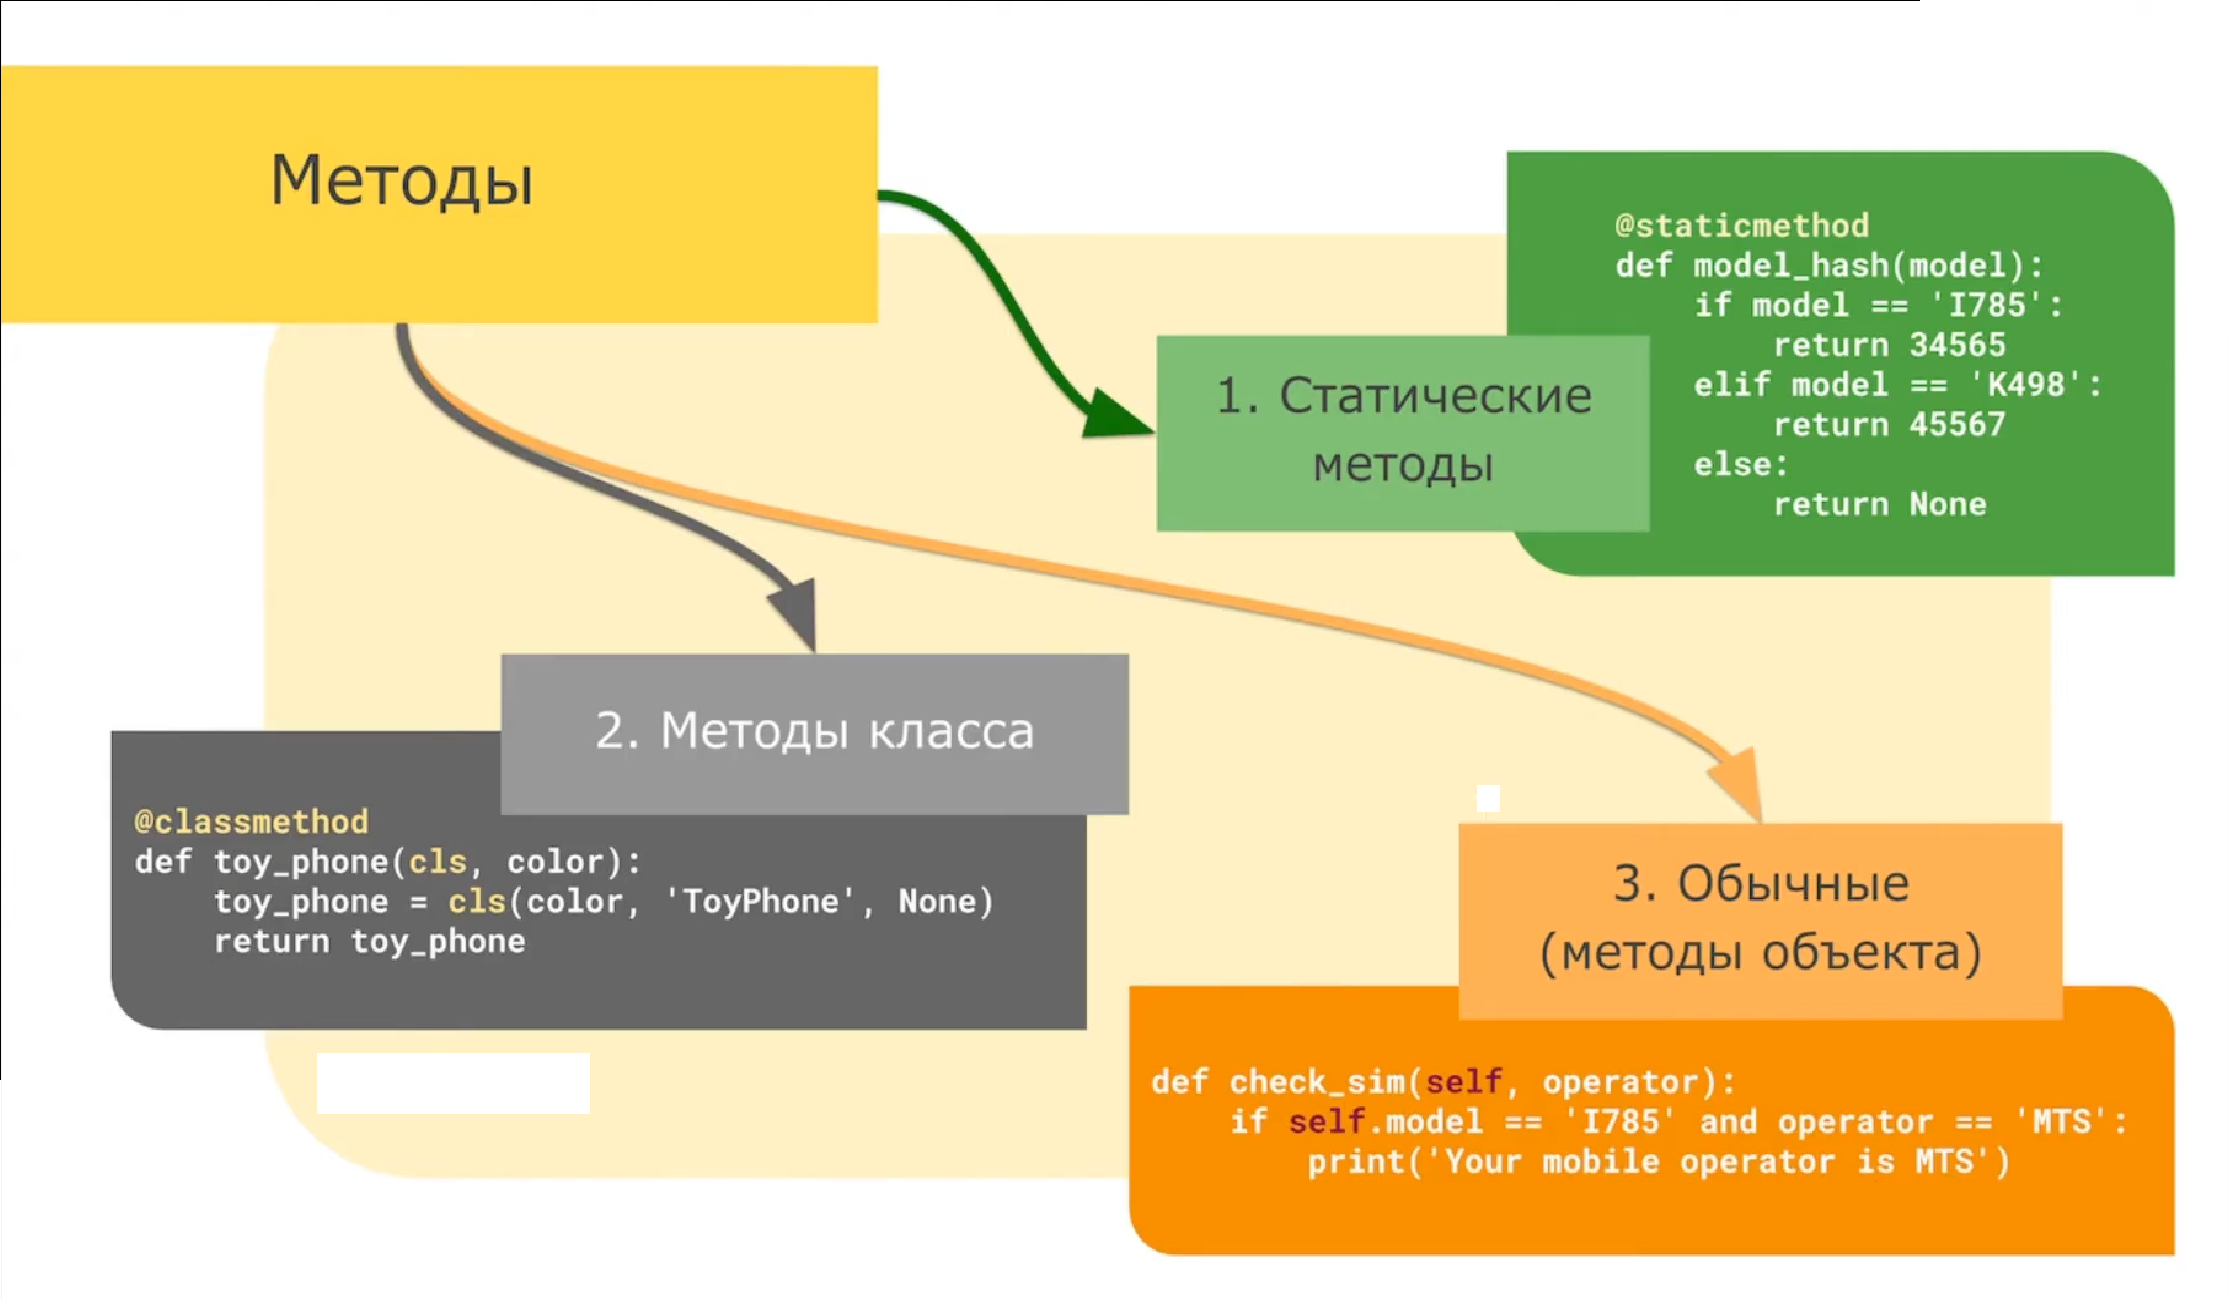 Методы
@staticmethod
def model_hash(model):
    if model == 'I785':
        return 34565
    elif model == 'K498':
        return 45567
    else:
        return None
1. Статические
методы
2. Методы класса
@classmethod
def toy_phone(cls, color):
    toy_phone = cls(color, 'ToyPhone', None)
    return toy_phone
3. Обычные
(методы объекта)
def check_sim(self, operator):
    if self.model == 'I785' and operator == 'MTS':
        print('Your mobile operator is MTS')